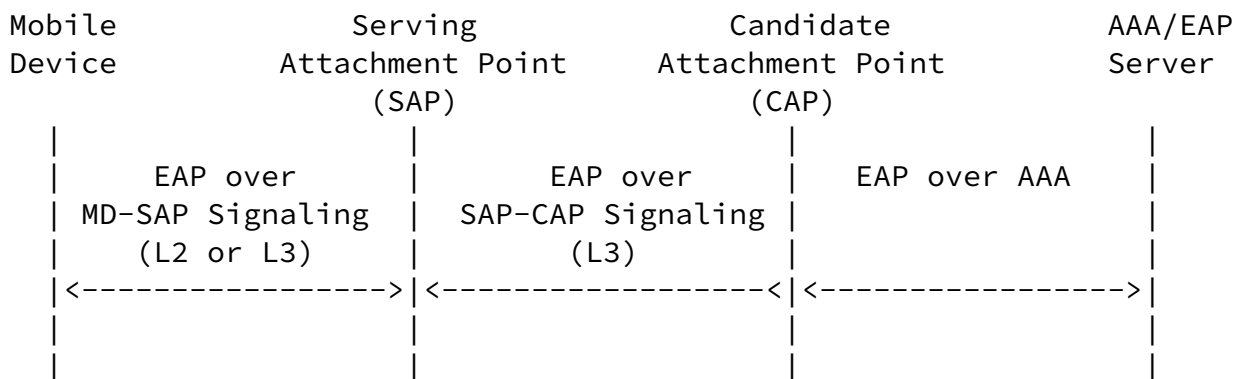 Mobile Serving Candidate AAA/EAP
Device Attachment Point Attachment Point Server
(SAP) (CAP)
| | | |
| EAP over | EAP over | EAP over AAA |
| MD-SAP Signaling | SAP-CAP Signaling | |
| (L2 or L3) | (L3) | |
|<----------------->|<------------------<|<---------------->|
| | | |
| | | |